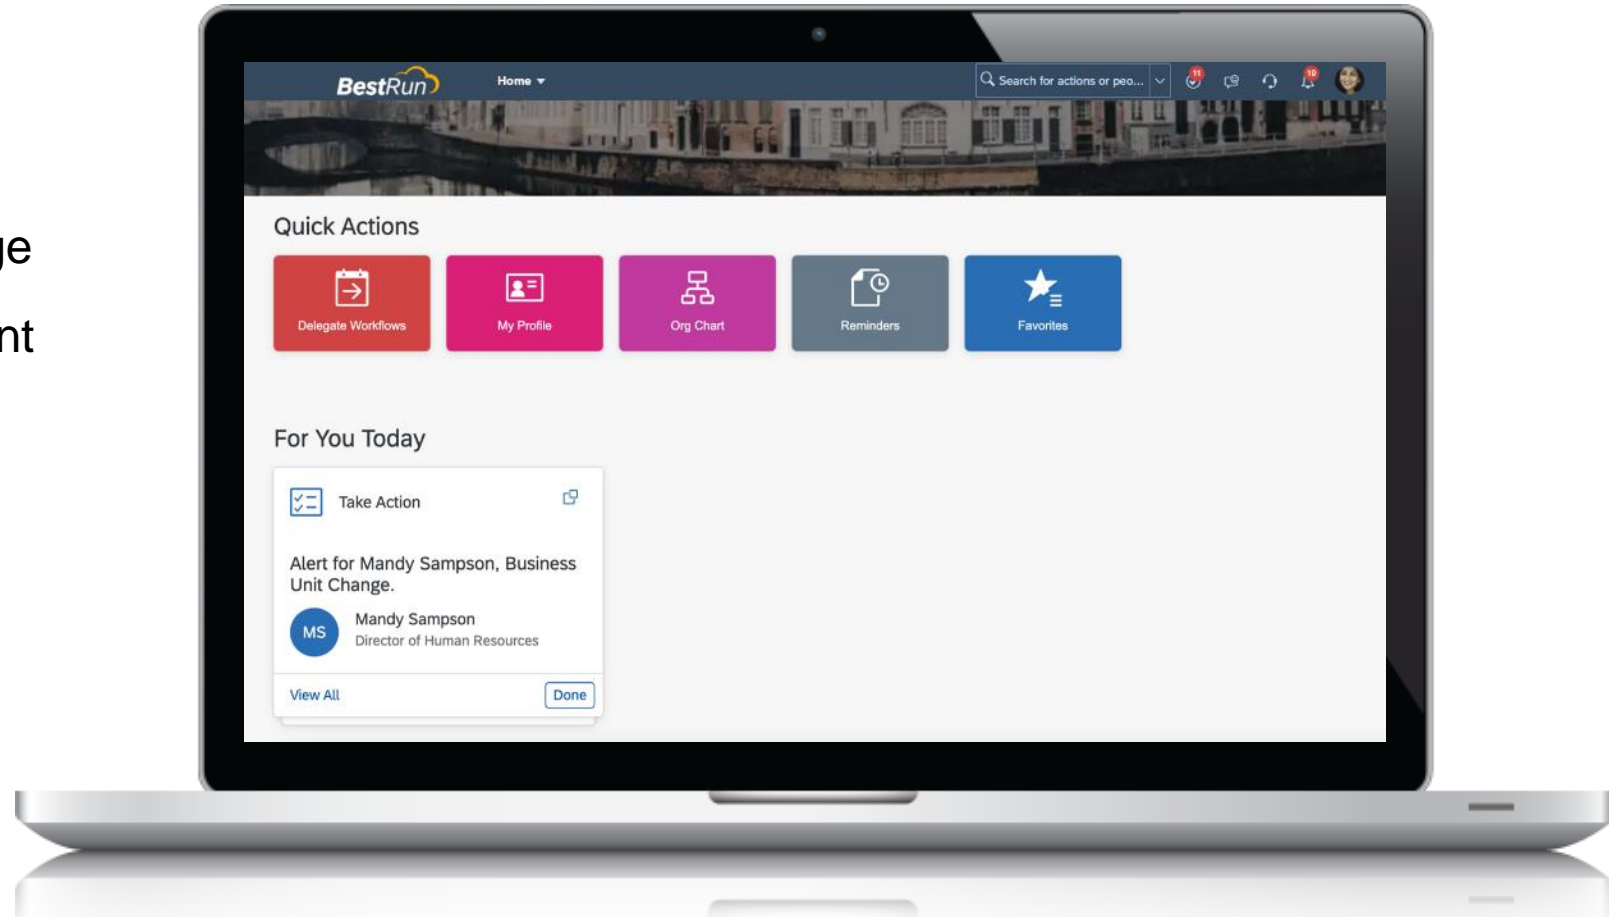 ge
nt
BestRun
Home
Search for actions or peo...
11
19
Quick Actions
Delegate Workflows
My Profile
Org Chart
Reminders
Favorites
For You Today
Take Action
Alert for Mandy Sampson, Business
Unit Change.
MS
Mandy Sampson
Director of Human Resources
View All
Done